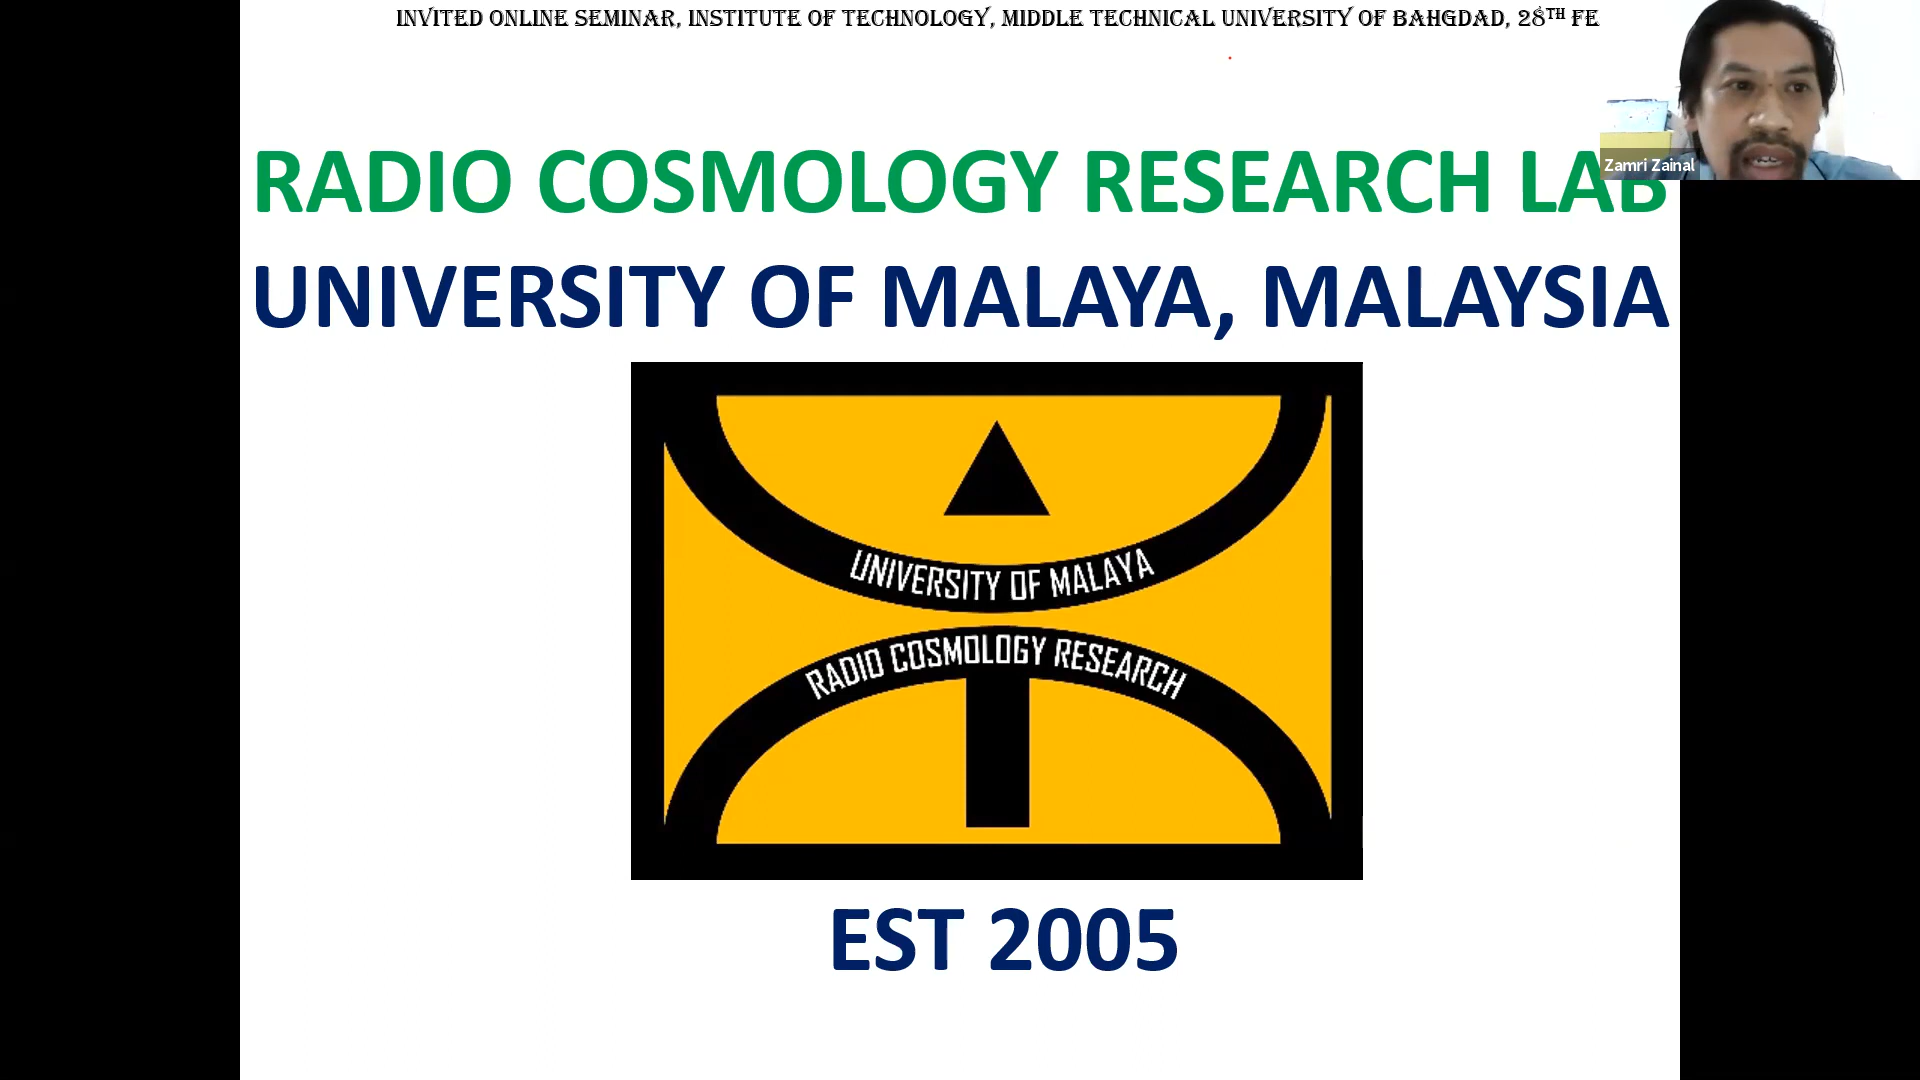 INVITED ONLINE SEMINAR, INSTITUTE OF TECHNOLOGY, MIDDLE TECHNICAL UNIVERSITY OF BAHGDAD, 28TH FE
Zamri Zainal
RADIO COSMOLOGY RESEARCH LAB
UNIVERSITY OF MALAYA, MALAYSIA
UNIVERSITY OF MALAYA
RADIO COSMOLOGY RESEARCH
EST 2005